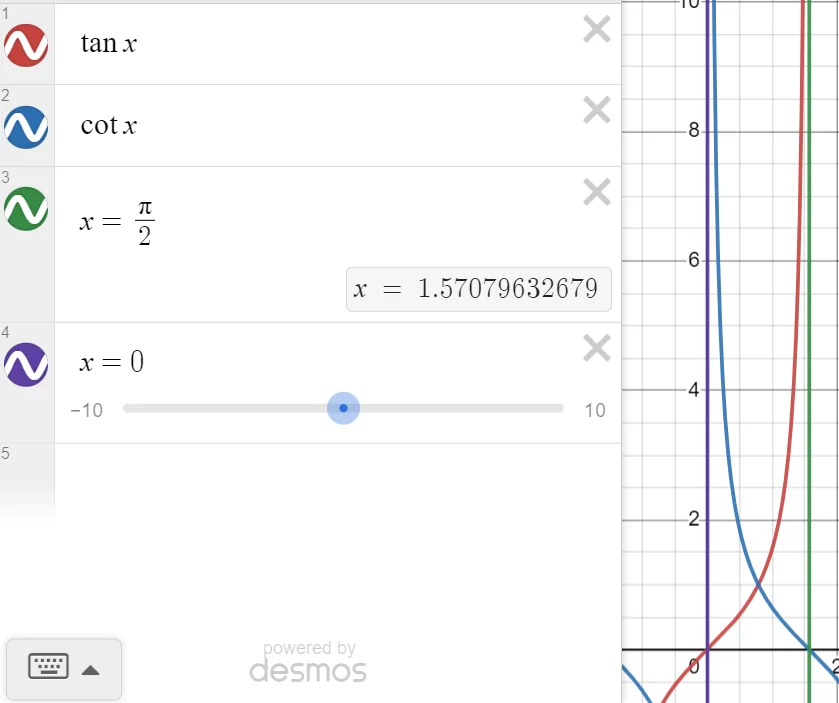 1
tan x
2
cot x
3
x = π/2
x = 1.57079632679
4
x = 0
−10 10
5
powered by
desmos
10
8
6
4
2
0
2